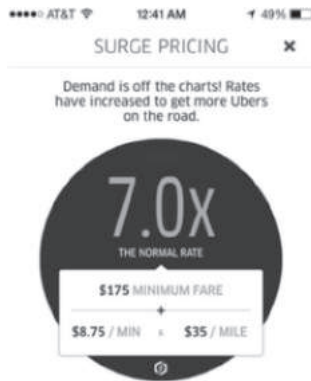 AT&T 12:41 AM 49%
SURGE PRICING ×
Demand is off the charts! Rates
have increased to get more Ubers
on the road.
7.0x
THE NORMAL RATE
$175 MINIMUM FARE
+
$8.75 / MIN & $35 / MILE